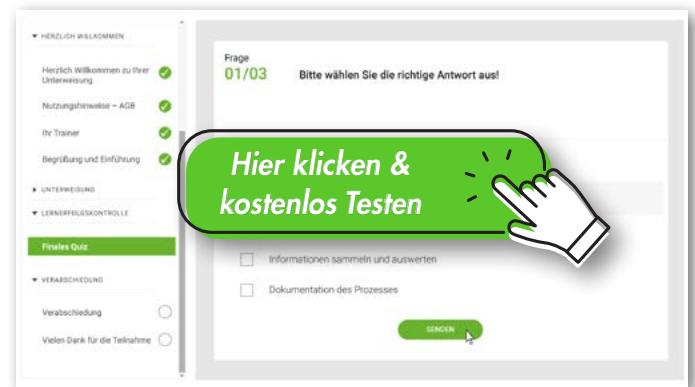 HERZLICH WILLKOMMEN
Herzlich Willkommen zu Ihrer
Unterweisung
Nutzungshinweise – AGB
Ihr Trainer
Begrüßung und Einführung
UNTERWEISUNG
LERNERFOLGSKONTROLLE
Finales Quiz
VERABSCHIEDUNG
Verabschiedung
Vielen Dank für die Teilnahme
Frage
01/03
Bitte wählen Sie die richtige Antwort aus!
Hier klicken &
kostenlos Testen
Informationen sammeln und auswerten
Dokumentation des Prozesses
SENDEN